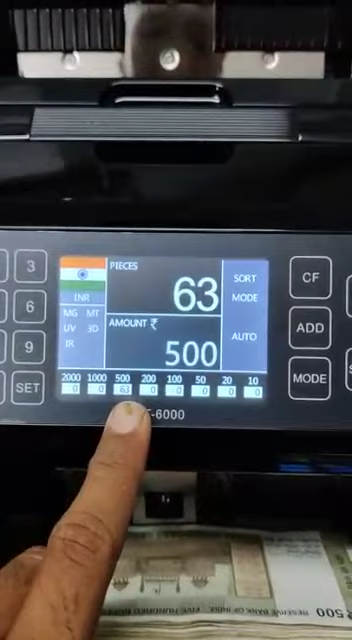 3
6
9
SET
INR
MG MT
UV 3D
IR
PIECES
63
AMOUNT ₹
500
SORT
MODE
AUTO
2000 1000 500 200 100 50 20 10
0 0 63 0 0 0 0 0
-6000
CF
ADD
MODE
FIVE HUNDRED
RESERVE BANK OF INDIA
500